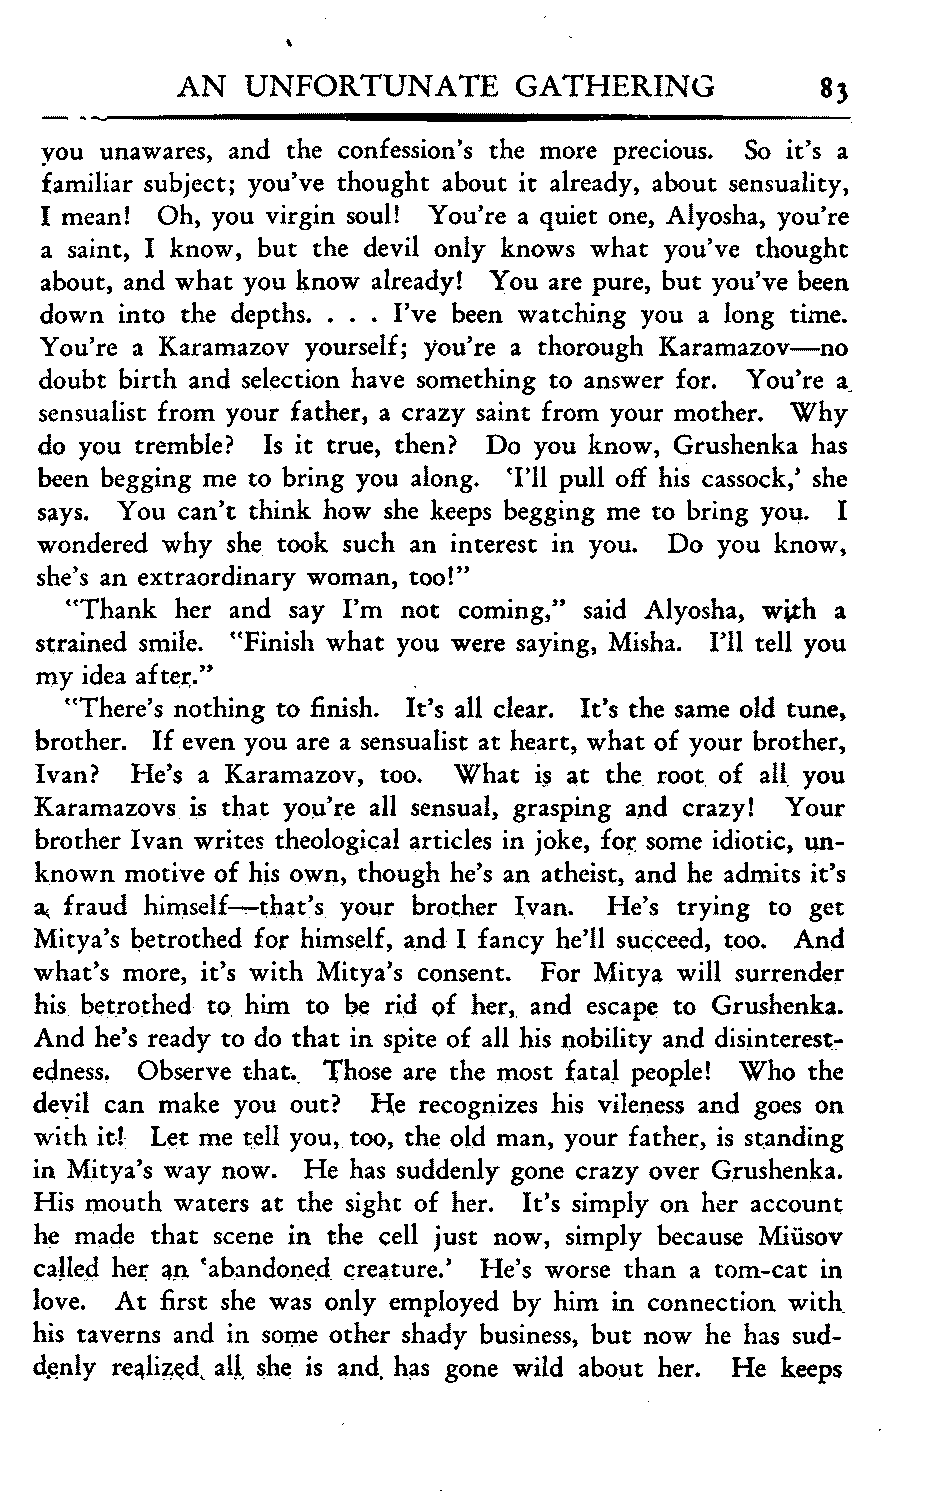 AN UNFORTUNATE GATHERING 83
you unawares, and the confession's the more precious. So it's a
familiar subject; you've thought about it already, about sensuality,
I mean! Oh, you virgin soul! You're a quiet one, Alyosha, you're
a saint, I know, but the devil only knows what you've thought
about, and what you know already! You are pure, but you've been
down into the depths. . . . I've been watching you a long time.
You're a Karamazov yourself; you're a thorough Karamazov—no
doubt birth and selection have something to answer for. You're a
sensualist from your father, a crazy saint from your mother. Why
do you tremble? Is it true, then? Do you know, Grushenka has
been begging me to bring you along. 'I'll pull off his cassock,' she
says. You can't think how she keeps begging me to bring you. I
wondered why she took such an interest in you. Do you know,
she's an extraordinary woman, too!"
"Thank her and say I'm not coming," said Alyosha, with a
strained smile. "Finish what you were saying, Misha. I'll tell you
my idea after."
"There's nothing to finish. It's all clear. It's the same old tune,
brother. If even you are a sensualist at heart, what of your brother,
Ivan? He's a Karamazov, too. What is at the root of all you
Karamazovs is that you're all sensual, grasping and crazy! Your
brother Ivan writes theological articles in joke, for some idiotic, un-
known motive of his own, though he's an atheist, and he admits it's
a fraud himself—that's your brother Ivan. He's trying to get
Mitya's betrothed for himself, and I fancy he'll succeed, too. And
what's more, it's with Mitya's consent. For Mitya will surrender
his betrothed to him to be rid of her, and escape to Grushenka.
And he's ready to do that in spite of all his nobility and disinterest-
edness. Observe that. Those are the most fatal people! Who the
devil can make you out? He recognizes his vileness and goes on
with it! Let me tell you, too, the old man, your father, is standing
in Mitya's way now. He has suddenly gone crazy over Grushenka.
His mouth waters at the sight of her. It's simply on her account
he made that scene in the cell just now, simply because Miüsov
called her an 'abandoned creature.' He's worse than a tom-cat in
love. At first she was only employed by him in connection with
his taverns and in some other shady business, but now he has sud-
denly realized all she is and has gone wild about her. He keeps